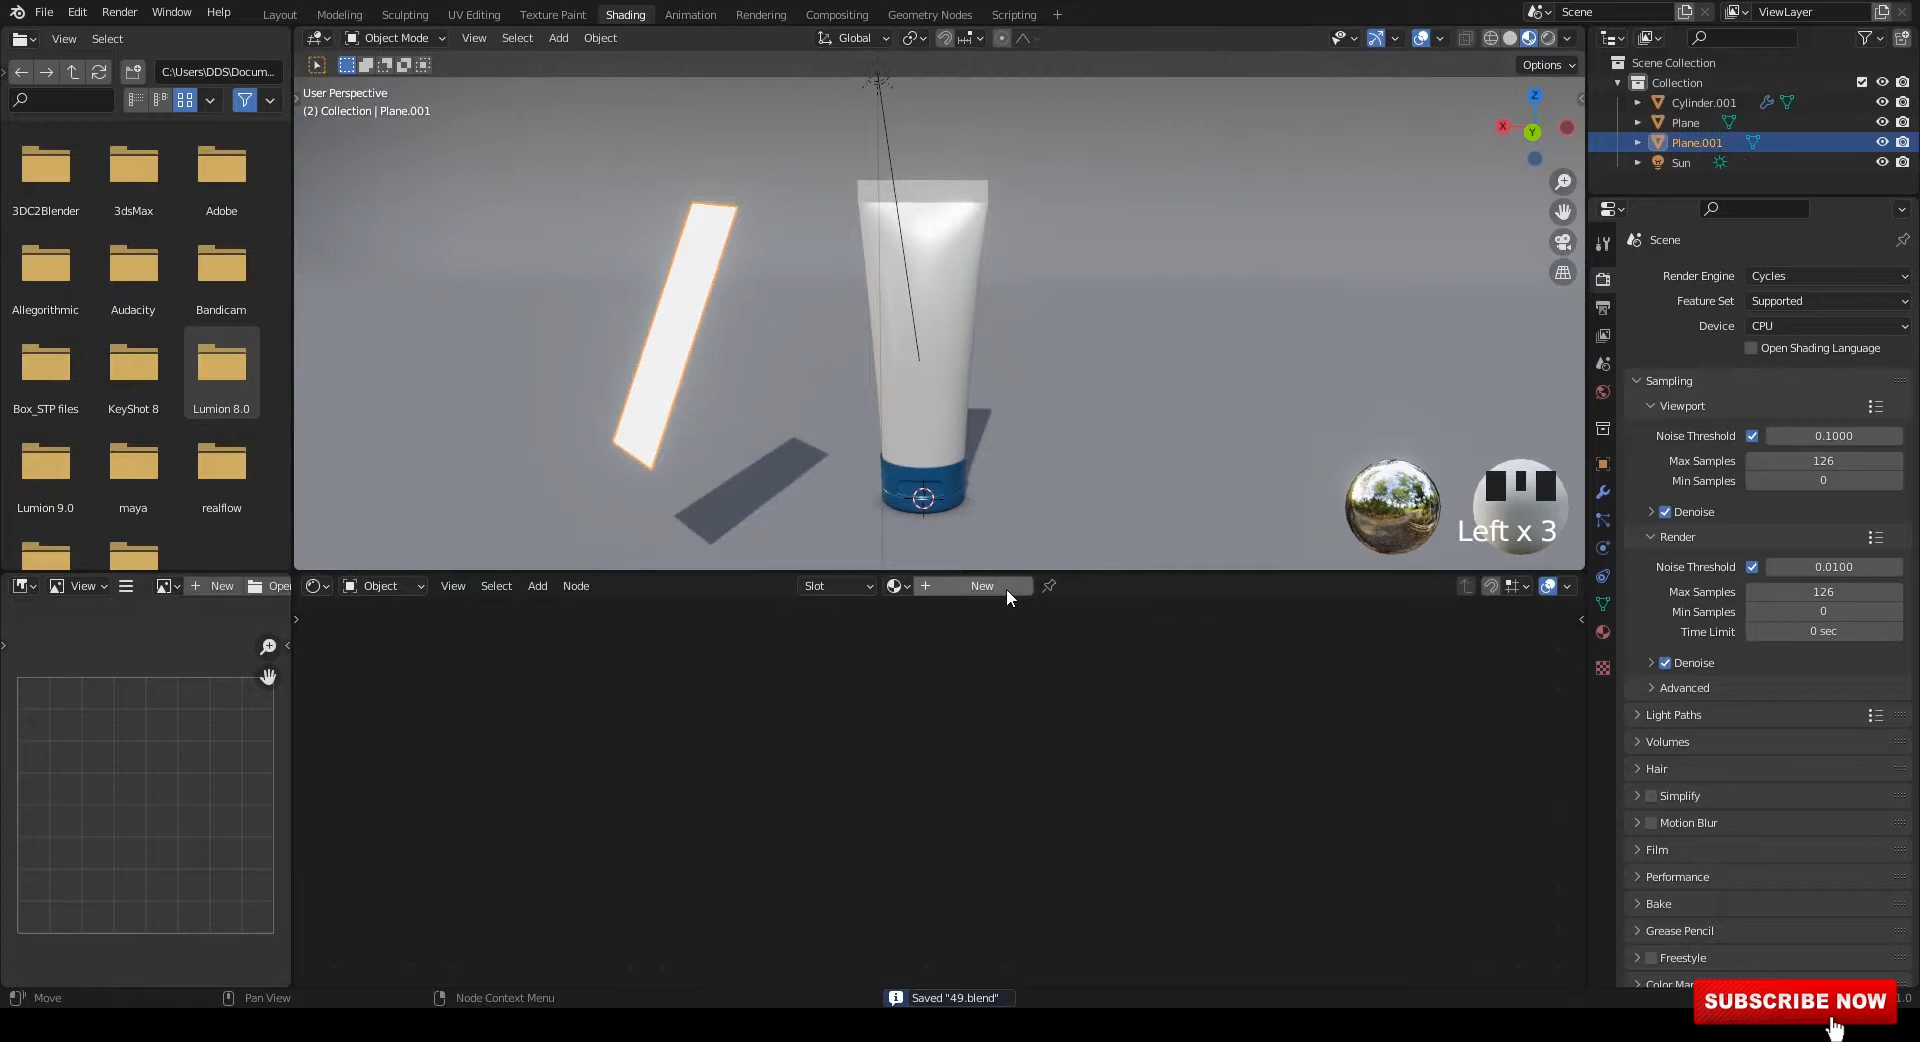 File Edit Render Window Help
Layout Modeling Sculpting UV Editing Texture Paint Shading Animation Rendering Compositing Geometry Nodes Scripting +
Scene
ViewLayer
View Select
C:\Users\DDS\Docum...
3DC2Blender 3dsMax Adobe
Allegorithmic Audacity Bandicam
Box_STP files KeyShot 8 Lumion 8.0
Lumion 9.0 maya realflow
Object Mode View Select Add Object
Global
Options
User Perspective
(2) Collection | Plane.001
Z
X
Y
Left x 3
View
+ New
Ope
Object View Select Add Node
Slot
+ New
Scene Collection
Collection
Cylinder.001
Plane
Plane.001
Sun
Scene
Render Engine Cycles
Feature Set Supported
Device CPU
Open Shading Language
Sampling
Viewport
Noise Threshold 0.1000
Max Samples 126
Min Samples 0
Denoise
Render
Noise Threshold 0.0100
Max Samples 126
Min Samples 0
Time Limit 0 sec
Denoise
Advanced
Light Paths
Volumes
Hair
Simplify
Motion Blur
Film
Performance
Bake
Grease Pencil
Freestyle
Color Ma
Move
Pan View
Node Context Menu
Saved "49.blend"
1.0
SUBSCRIBE NOW